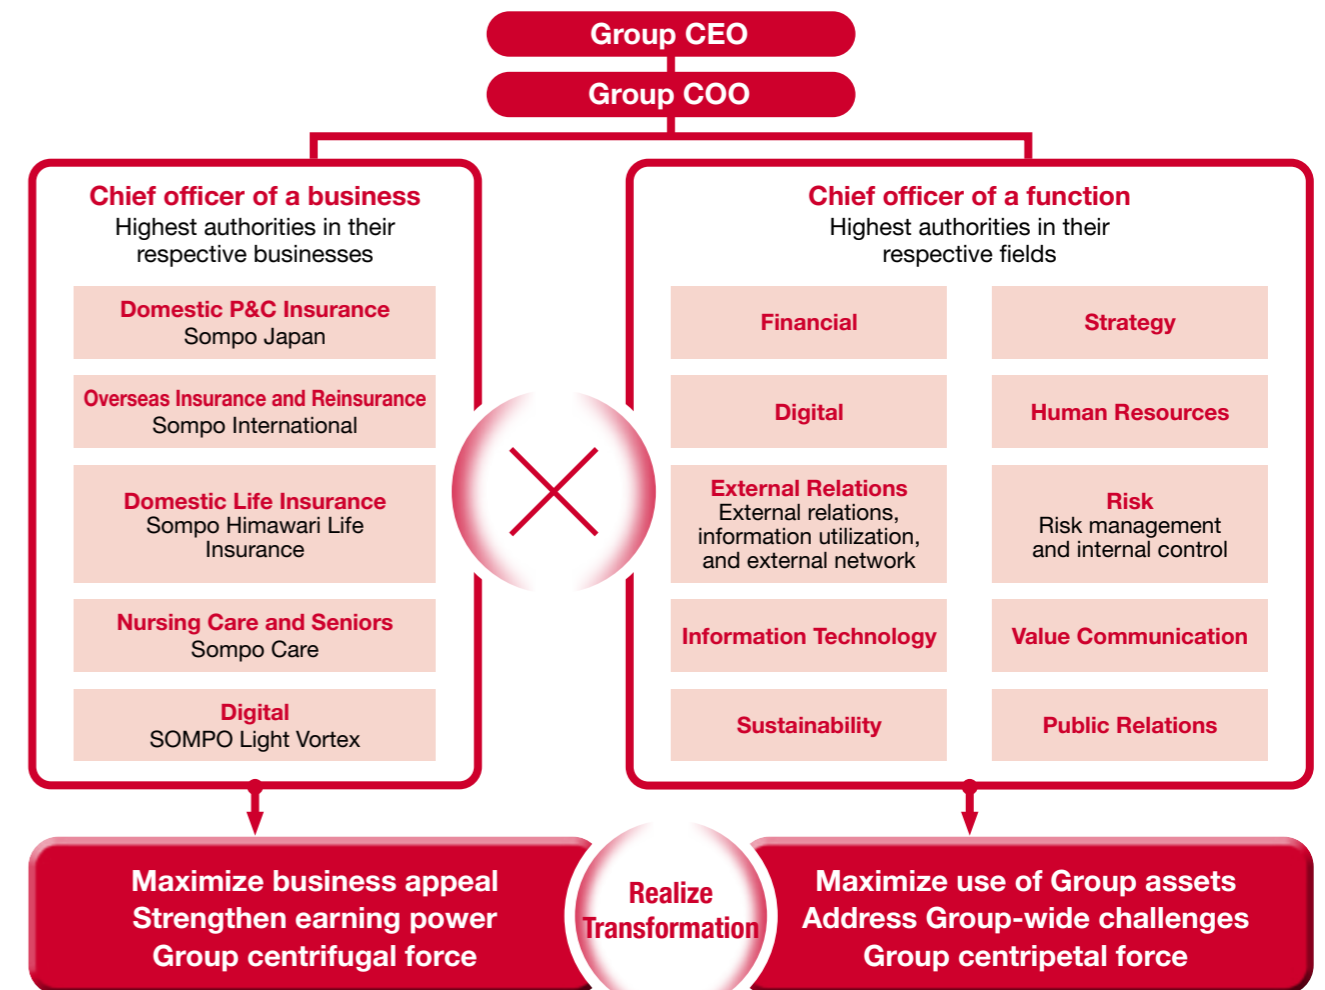 Group CEO
Group COO
Chief officer of a business
Highest authorities in their
respective businesses
Domestic P&C Insurance
Sompo Japan
Overseas Insurance and Reinsurance
Sompo International
Domestic Life Insurance
Sompo Himawari Life
Insurance
Nursing Care and Seniors
Sompo Care
Digital
SOMPO Light Vortex
Chief officer of a function
Highest authorities in their
respective fields
Financial
Strategy
Digital
Human Resources
External Relations
External relations,
information utilization,
and external network
Risk
Risk management
and internal control
Information Technology
Value Communication
Sustainability
Public Relations
Maximize business appeal
Strengthen earning power
Group centrifugal force
Realize
Transformation
Maximize use of Group assets
Address Group-wide challenges
Group centripetal force